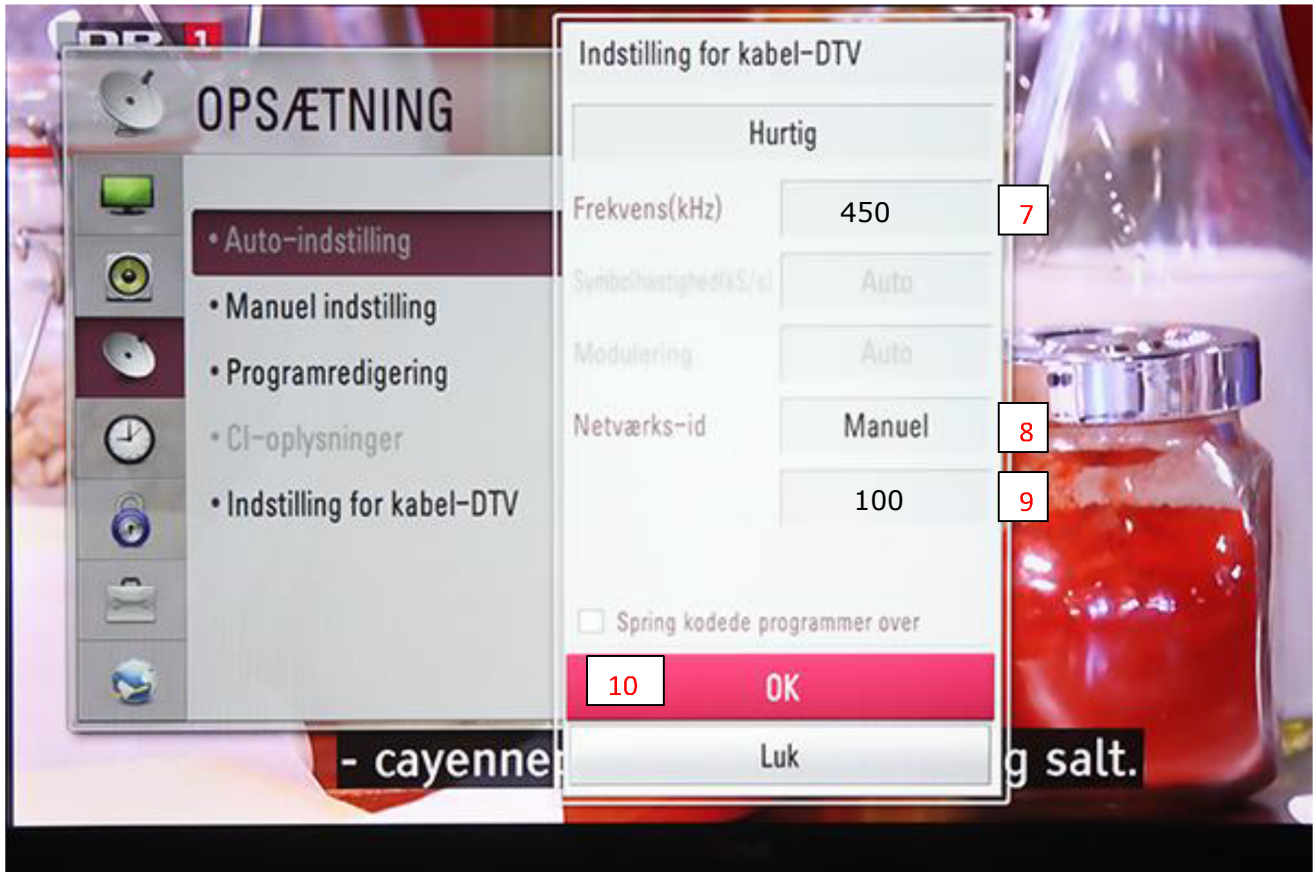 1
OPSÆTNING
• Auto-indstilling
• Manuel indstilling
• Programredigering
• CI-oplysninger
• Indstilling for kabel-DTV
Indstilling for kabel-DTV
Hurtig
Frekvens(kHz) 450 7
Symbolhastighed(kS/s) Auto
Modulering Auto
Netværks-id Manuel 8
100 9
Spring kodede programmer over
10 OK
Luk
- cayenne g salt.